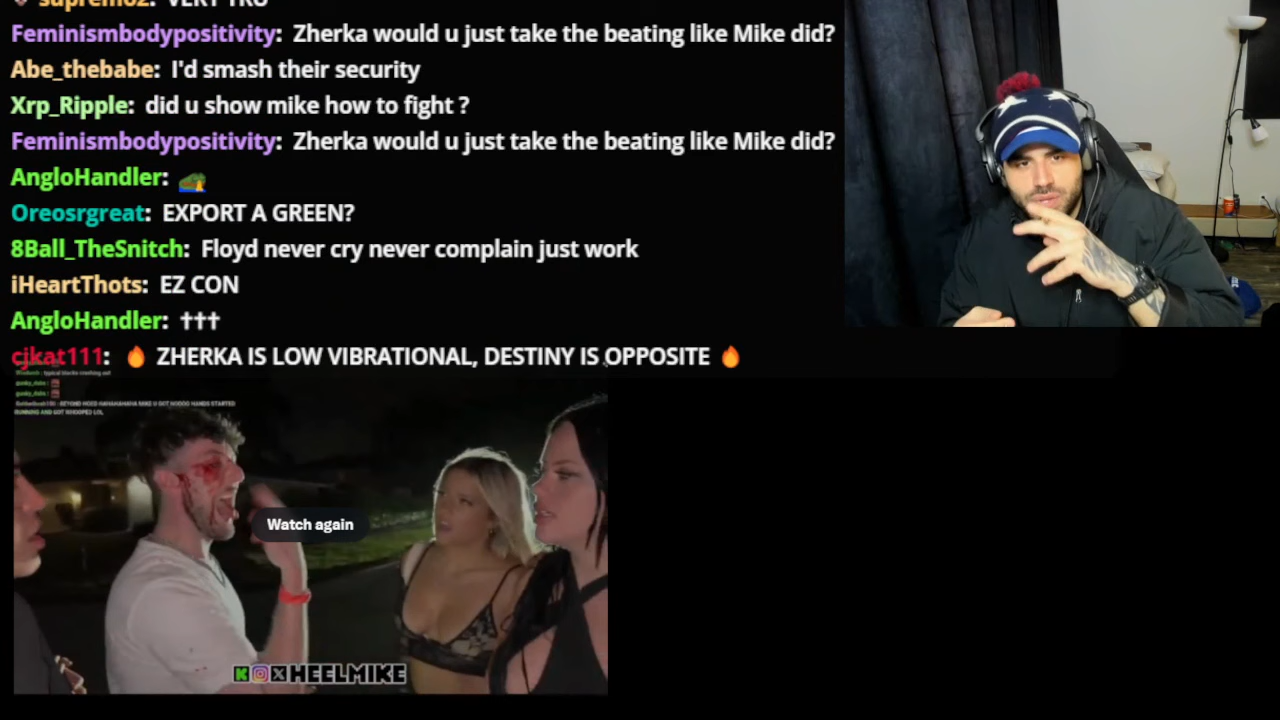 supremo2: VERY TRU
Feminismbodypositivity: Zherka would u just take the beating like Mike did?
Abe_thebabe: I'd smash their security
Xrp_Ripple: did u show mike how to fight ?
Feminismbodypositivity: Zherka would u just take the beating like Mike did?
AngloHandler:
Oreosrgreat: EXPORT A GREEN?
8Ball_TheSnitch: Floyd never cry never complain just work
iHeartThots: EZ CON
AngloHandler: ✝✝✝
cjkat111: 🔥 ZHERKA IS LOW VIBRATIONAL, DESTINY IS OPPOSITE 🔥
Watch again
K X HEELMIKE